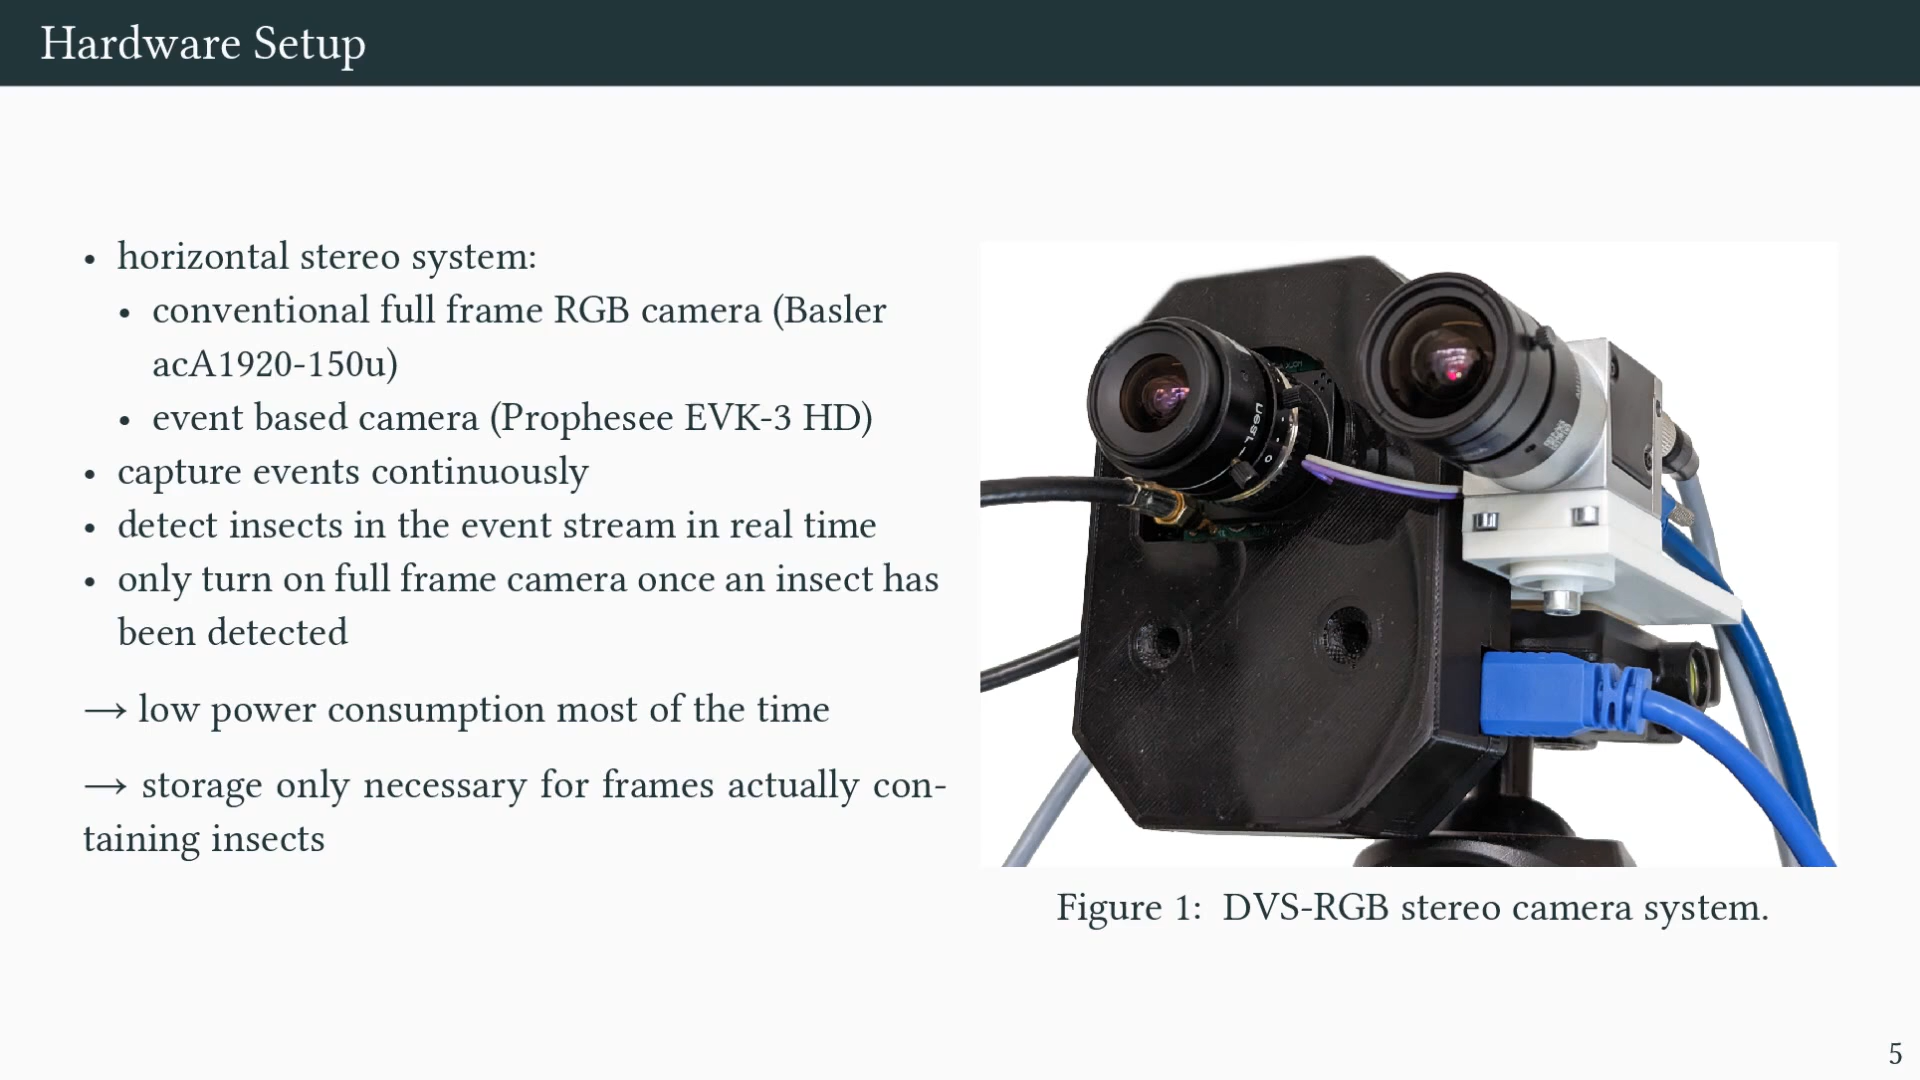 Hardware Setup
• horizontal stereo system:
• conventional full frame RGB camera (Basler
acA1920-150u)
• event based camera (Prophesee EVK-3 HD)
• capture events continuously
• detect insects in the event stream in real time
• only turn on full frame camera once an insect has
been detected
→ low power consumption most of the time
→ storage only necessary for frames actually con-
taining insects
Figure 1: DVS-RGB stereo camera system.
5